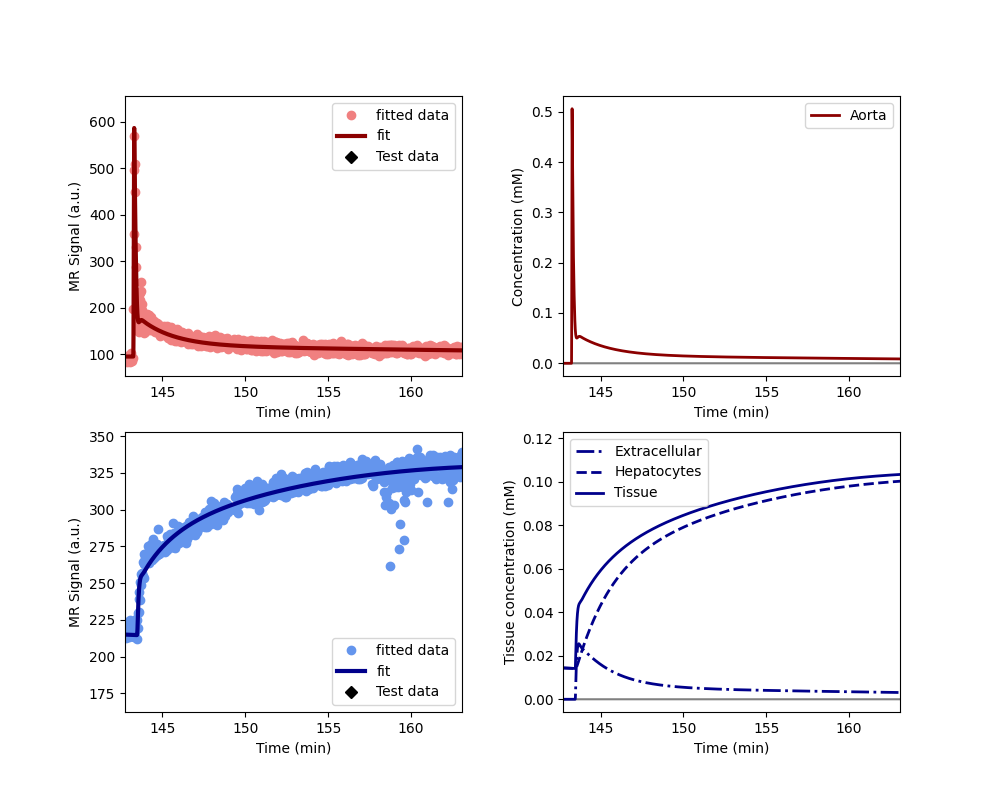 600
500
400
300
200
100
MR Signal (a.u.)
fitted data
fit
Test data
145
150
155
160
Time (min)
0.5
0.4
0.3
0.2
0.1
0.0
Concentration (mM)
Aorta
145
150
155
160
Time (min)
350
325
300
275
250
225
200
175
MR Signal (a.u.)
fitted data
fit
Test data
145
150
155
160
Time (min)
0.12
0.10
0.08
0.06
0.04
0.02
0.00
Tissue concentration (mM)
Extracellular
Hepatocytes
Tissue
145
150
155
160
Time (min)